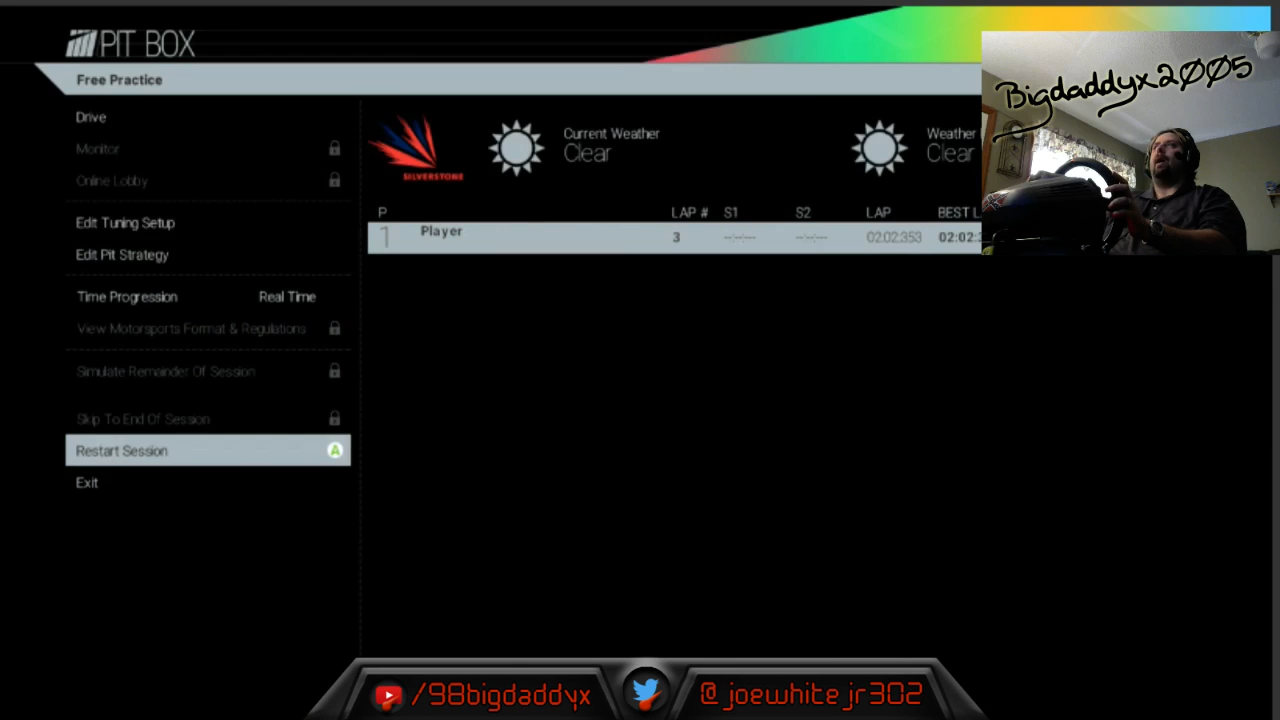 PIT BOX
Bigdaddyx2005
Free Practice
Drive
Monitor
Online Lobby
Edit Tuning Setup
Edit Pit Strategy
Time Progression Real Time
View Motorsports Format & Regulations
Simulate Remainder Of Session
Skip To End Of Session
Restart Session A
Exit
SILVERSTONE
Current Weather
Clear
Weather
Clear
P LAP # S1 S2 LAP BEST L
1 Player 3 --:--:-- --:--:-- 02:02:353 02:02:
/98bigdaddyx
@joewhitejr302